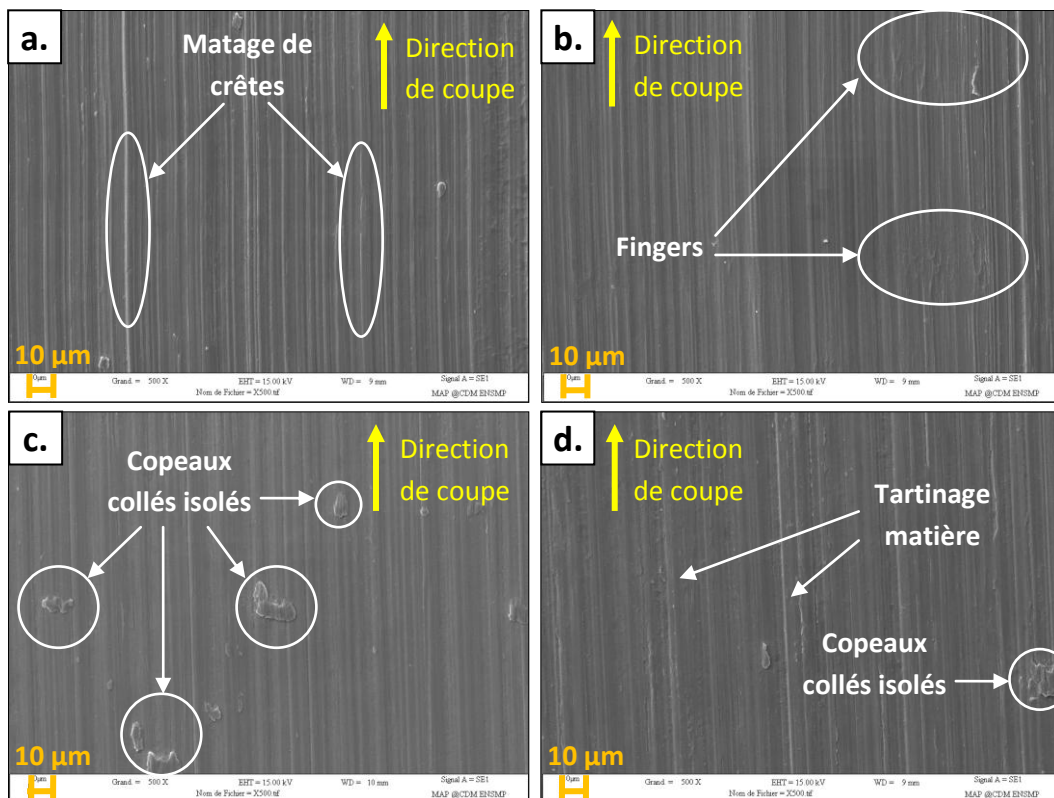 a.
Matage de
crêtes
Direction
de coupe
10 µm
0µm
Grand. = 500 X
EHT = 15.00 kV
WD = 9 mm
Signal A = SE1
Nom de Fichier = X500.tif
MAP @CDM ENSMP
b.
Direction
de coupe
Fingers
10 µm
0µm
Grand. = 500 X
EHT = 15.00 kV
WD = 9 mm
Signal A = SE1
Nom de Fichier = X500.tif
MAP @CDM ENSMP
c.
Copeaux
collés isolés
Direction
de coupe
10 µm
0µm
Grand. = 500 X
EHT = 15.00 kV
WD = 10 mm
Signal A = SE1
Nom de Fichier = X500.tif
MAP @CDM ENSMP
d.
Direction
de coupe
Tartinage
matière
Copeaux
collés isolés
10 µm
0µm
Grand. = 500 X
EHT = 15.00 kV
WD = 9 mm
Signal A = SE1
Nom de Fichier = X500.tif
MAP @CDM ENSMP